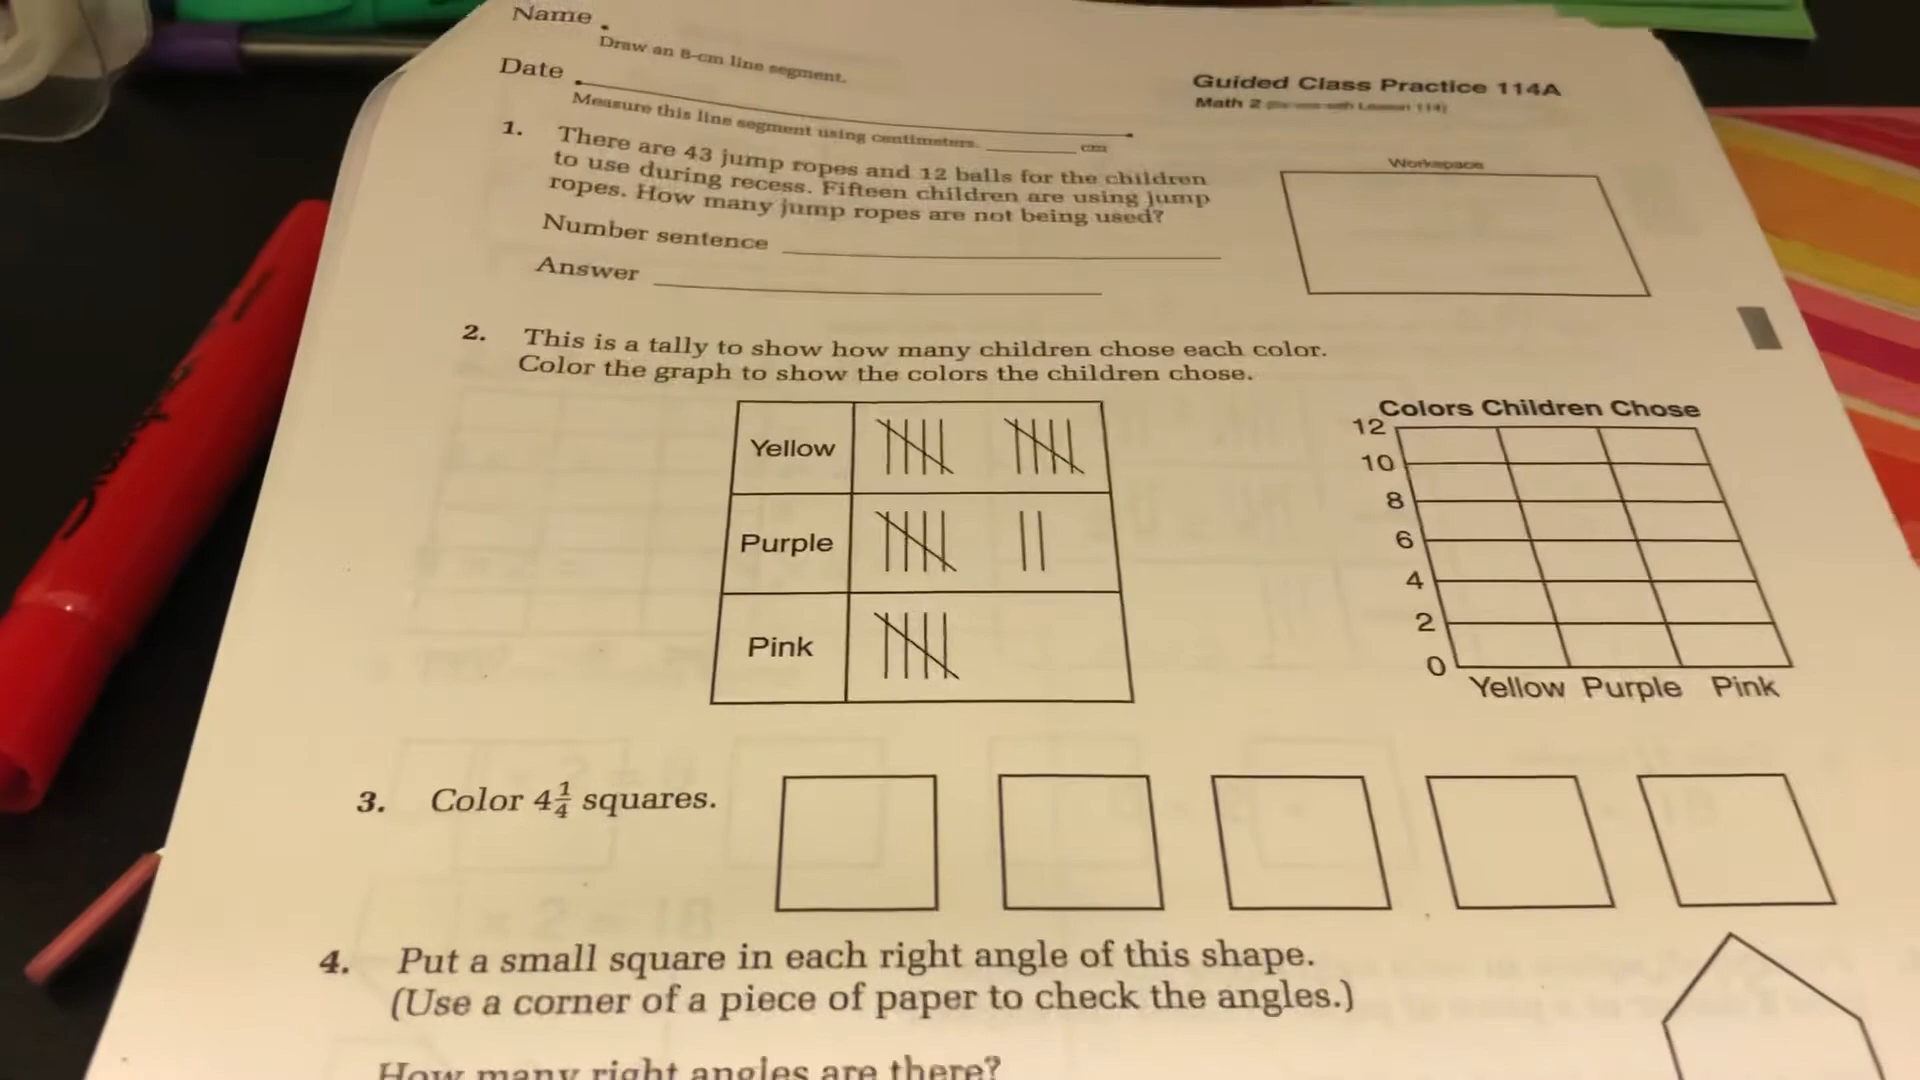 Name
Draw an 8-cm line segment.
Date
Measure this line segment using centimeters. ________ cm
Guided Class Practice 114A
Math 2
1. There are 43 jump ropes and 12 balls for the children
to use during recess. Fifteen children are using jump
ropes. How many jump ropes are not being used?
Number sentence
Answer
Workspace
2. This is a tally to show how many children chose each color.
Color the graph to show the colors the children chose.
Yellow
Purple
Pink
Colors Children Chose
12
10
8
6
4
2
0
Yellow Purple Pink
3. Color 4 1/4 squares.
4. Put a small square in each right angle of this shape.
(Use a corner of a piece of paper to check the angles.)
How many right angles are there?